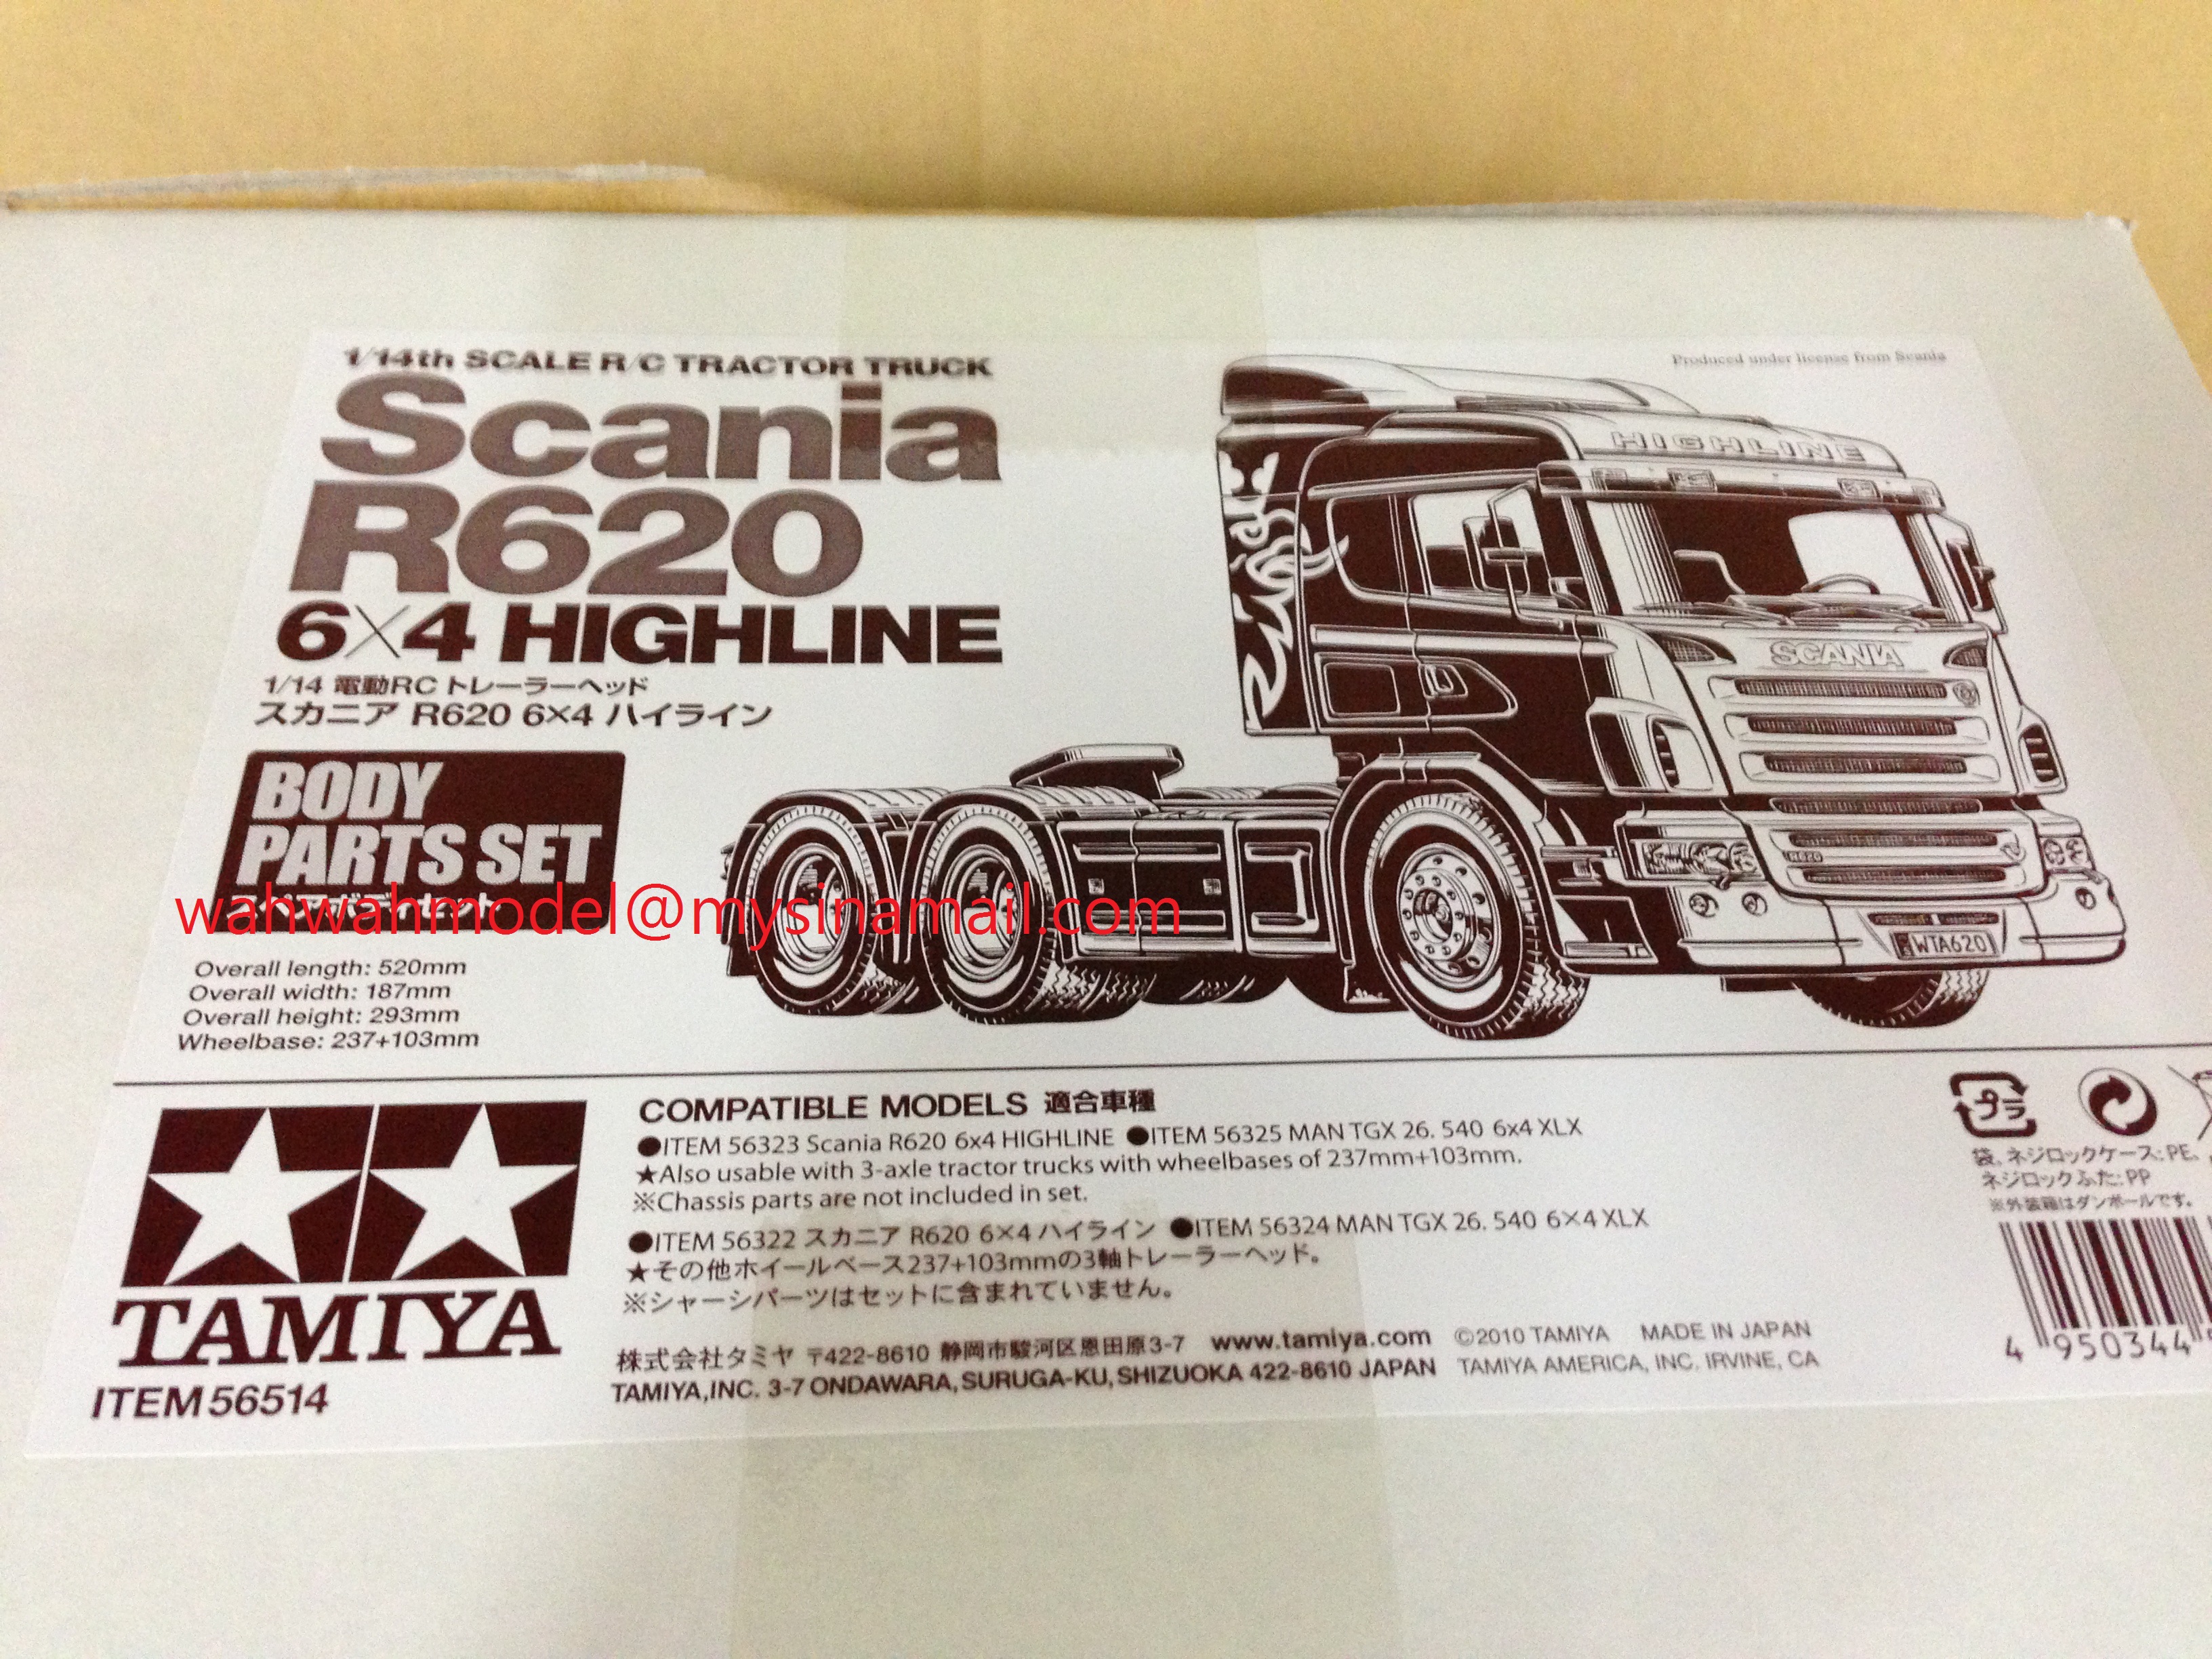 1/14th SCALE R/C TRACTOR TRUCK
Produced under license from Scania
Scania
R620
6×4 HIGHLINE
1/14 電動RC トレーラーヘッド
スカニア R620 6×4 ハイライン
BODY
PARTS SET
スペアボディセット
wahwahmodel@mysinamail.com
Overall length: 520mm
Overall width: 187mm
Overall height: 293mm
Wheelbase: 237+103mm
HIGHLINE
SCANIA
R620
WTA620
TAMIYA
ITEM 56514
COMPATIBLE MODELS 適合車種
●ITEM 56323 Scania R620 6x4 HIGHLINE ●ITEM 56325 MAN TGX 26. 540 6x4 XLX
★Also usable with 3-axle tractor trucks with wheelbases of 237mm+103mm.
※Chassis parts are not included in set.
●ITEM 56322 スカニア R620 6×4 ハイライン ●ITEM 56324 MAN TGX 26. 540 6×4 XLX
★その他ホイールベース237+103mmの3軸トレーラーヘッド。
※シャーシパーツはセットに含まれていません。
株式会社タミヤ 〒422-8610 静岡市駿河区恩田原3-7 www.tamiya.com ©2010 TAMIYA MADE IN JAPAN
TAMIYA,INC. 3-7 ONDAWARA, SURUGA-KU, SHIZUOKA 422-8610 JAPAN TAMIYA AMERICA, INC. IRVINE, CA
プラ
袋、ネジロックケース:PE、
ネジロックふた:PP
※外装箱はダンボールです。
4 950344